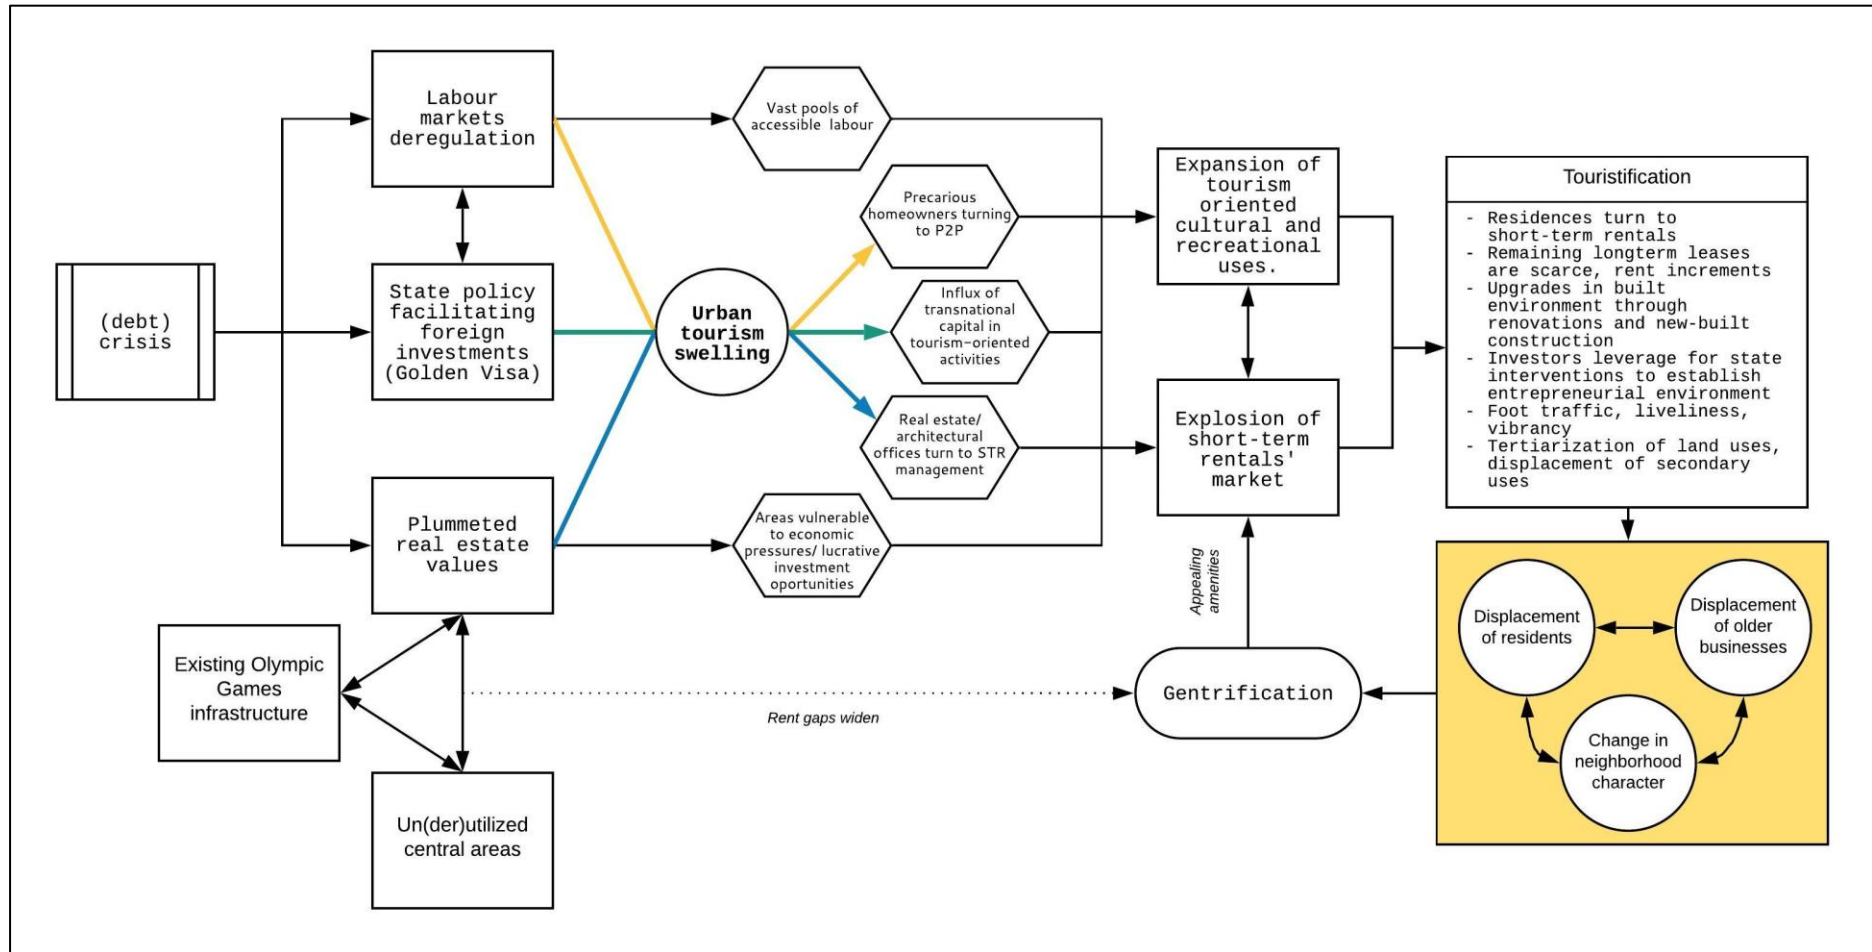 (debt)
crisis
Labour
markets
deregulation
State policy
facilitating
foreign
investments
(Golden Visa)
Plummeted
real estate
values
Existing Olympic
Games
infrastructure
Un(der)utilized
central areas
Urban
tourism
swelling
Vast pools of
accessible labour
Precarious
homeowners turning
to P2P
Influx of
transnational
capital in
tourism-oriented
activities
Real estate/
architectural
offices turn to STR
management
Areas vulnerable
to economic
pressures/ lucrative
investment
oportunities
Rent gaps widen
Expansion of
tourism
oriented
cultural and
recreational
uses.
Explosion of
short-term
rentals'
market
Appealing
amenities
Gentrification
Touristification
- Residences turn to
short-term rentals
- Remaining longterm leases
are scarce, rent increments
- Upgrades in built
environment through
renovations and new-built
construction
- Investors leverage for state
interventions to establish
entrepreneurial environment
- Foot traffic, liveliness,
vibrancy
- Tertiarization of land uses,
displacement of secondary
uses
Displacement
of residents
Displacement
of older
businesses
Change in
neighborhood
character